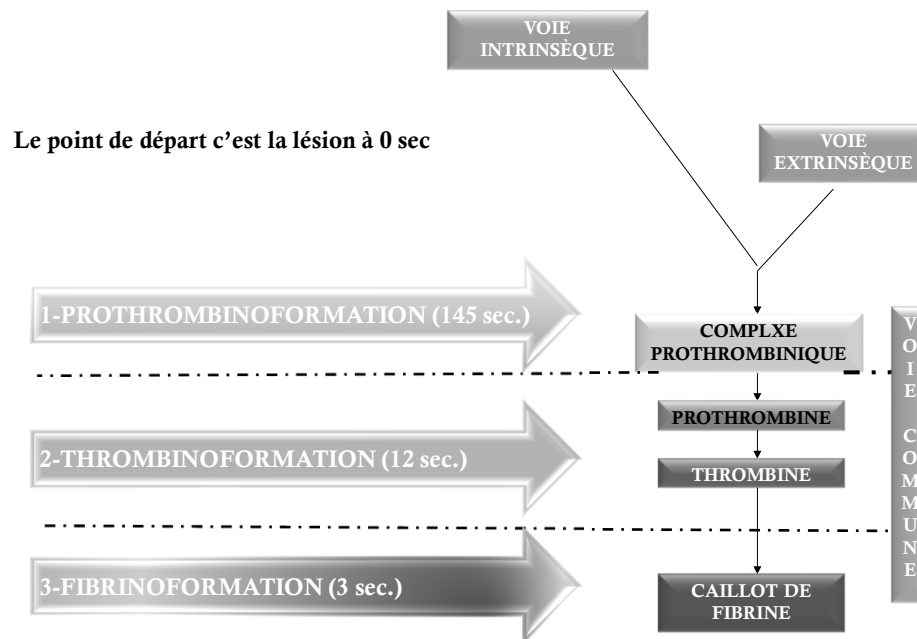 VOIE
INTRINSÈQUE
Le point de départ c’est la lésion à 0 sec
VOIE
EXTRINSÈQUE
1-PROTHROMBINOFORMATION (145 sec.)
COMPLXE
PROTHROMBINIQUE
PROTHROMBINE
2-THROMBINOFORMATION (12 sec.)
THROMBINE
3-FIBRINOFORMATION (3 sec.)
CAILLOT DE
FIBRINE
V
O
I
E
C
O
M
M
U
N
E